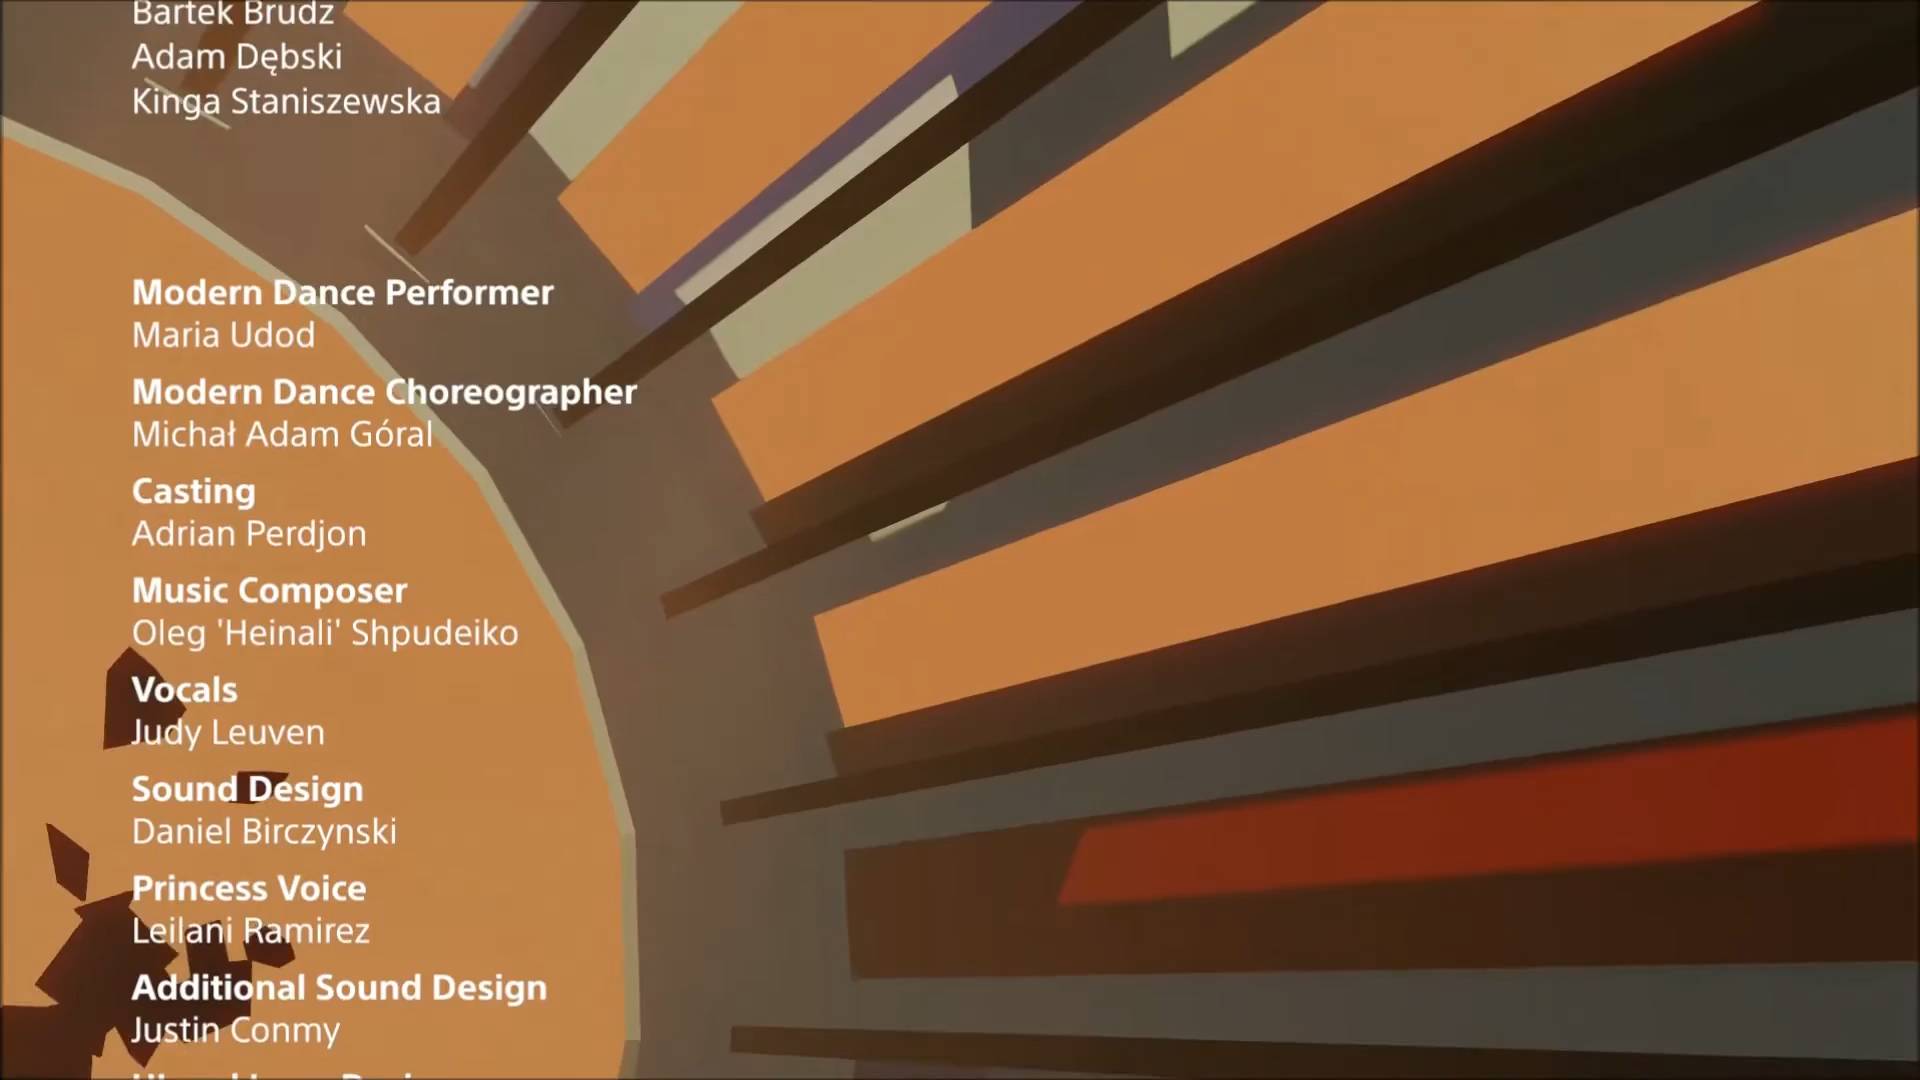 Bartek Brudz
Adam Dębski
Kinga Staniszewska
Modern Dance Performer
Maria Udod
Modern Dance Choreographer
Michał Adam Góral
Casting
Adrian Perdjon
Music Composer
Oleg 'Heinali' Shpudeiko
Vocals
Judy Leuven
Sound Design
Daniel Birczynski
Princess Voice
Leilani Ramirez
Additional Sound Design
Justin Conmy